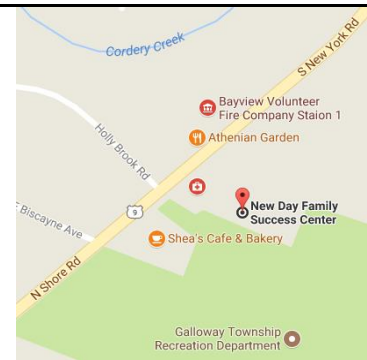 Cordery Creek
S New York Rd
Bayview Volunteer
Fire Company Staion 1
Athenian Garden
Holly Brook Rd
New Day Family
Success Center
9
E Biscayne Ave
Shea's Cafe & Bakery
N Shore Rd
Galloway Township
Recreation Department